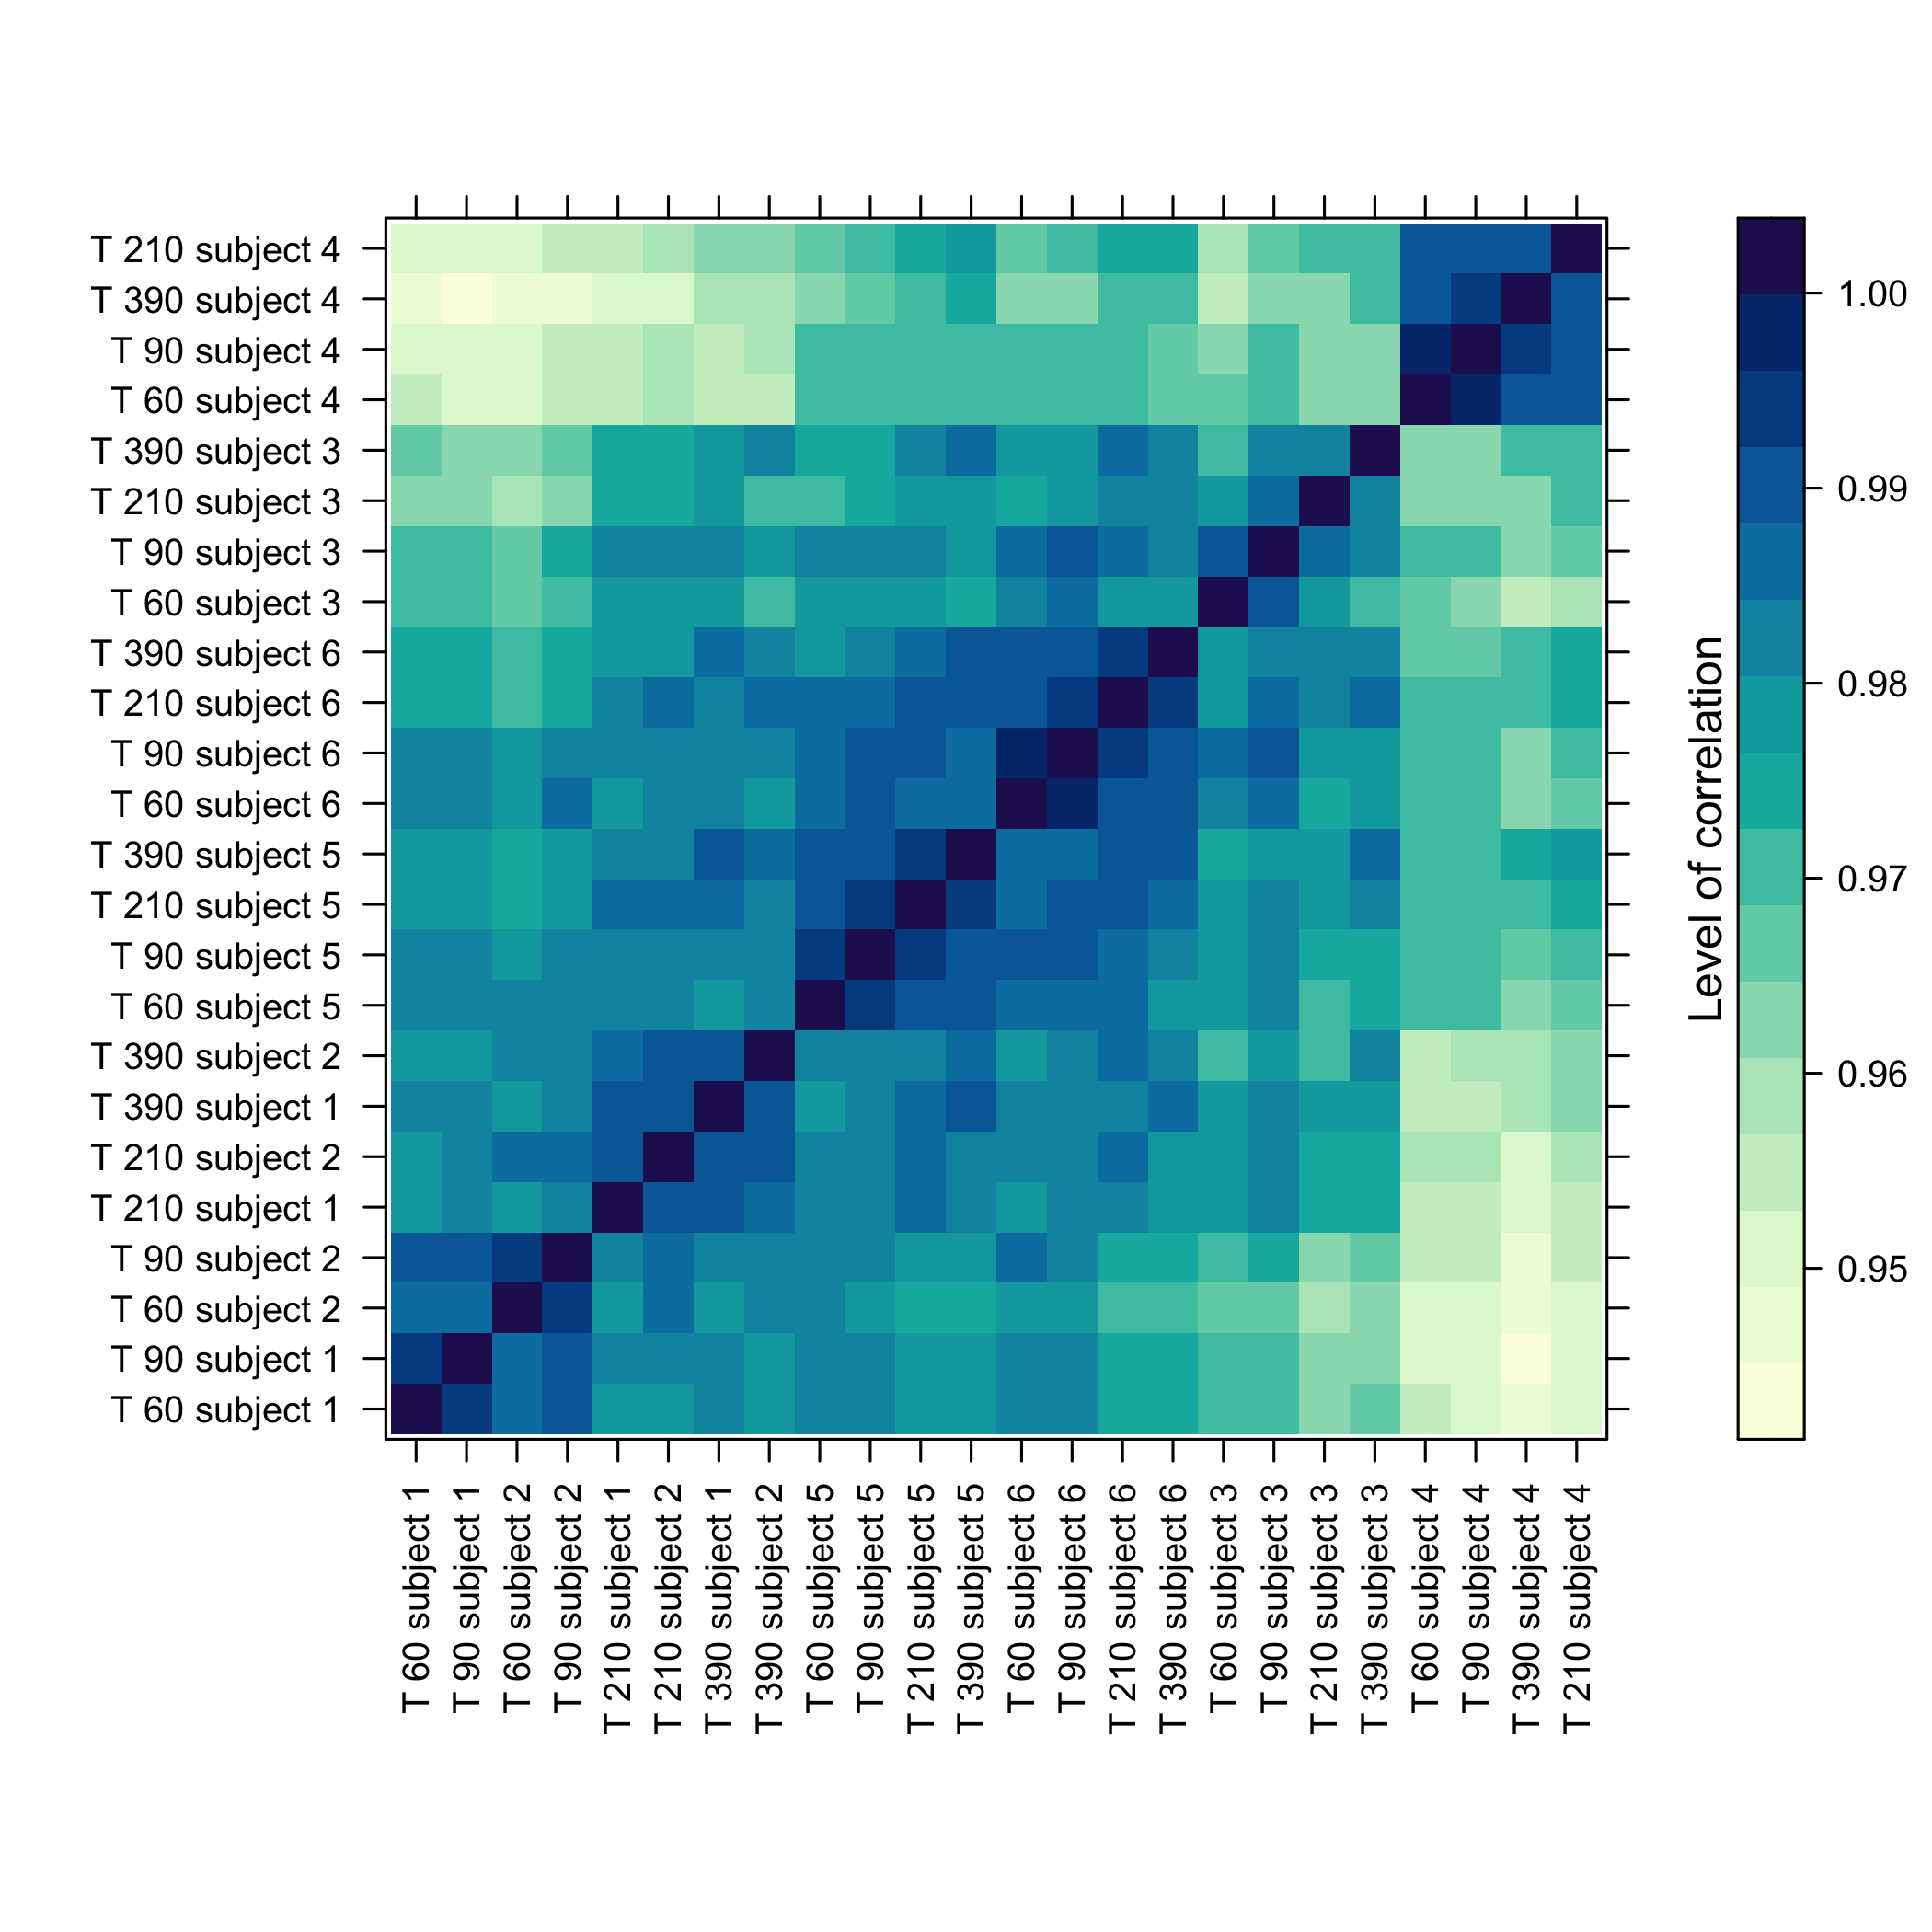 T 210 subject 4
T 390 subject 4
T 90 subject 4
T 60 subject 4
T 390 subject 3
T 210 subject 3
T 90 subject 3
T 60 subject 3
T 390 subject 6
T 210 subject 6
T 90 subject 6
T 60 subject 6
T 390 subject 5
T 210 subject 5
T 90 subject 5
T 60 subject 5
T 390 subject 2
T 390 subject 1
T 210 subject 2
T 210 subject 1
T 90 subject 2
T 60 subject 2
T 90 subject 1
T 60 subject 1
T 60 subject 1
T 90 subject 1
T 60 subject 2
T 90 subject 2
T 210 subject 1
T 210 subject 2
T 390 subject 1
T 390 subject 2
T 60 subject 5
T 90 subject 5
T 210 subject 5
T 390 subject 5
T 60 subject 6
T 90 subject 6
T 210 subject 6
T 390 subject 6
T 60 subject 3
T 90 subject 3
T 210 subject 3
T 390 subject 3
T 60 subject 4
T 90 subject 4
T 390 subject 4
T 210 subject 4
Level of correlation
1.00
0.99
0.98
0.97
0.96
0.95